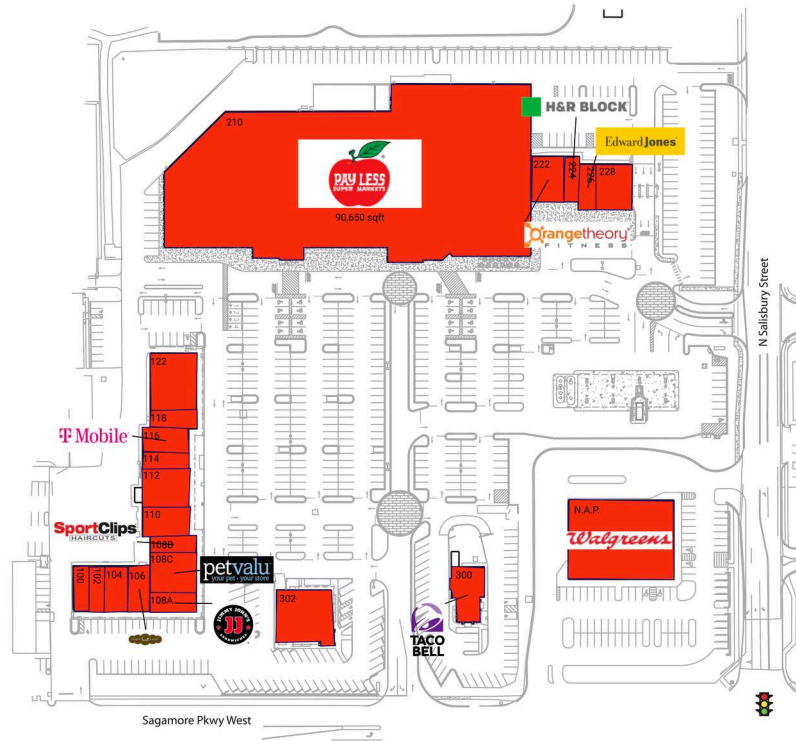 210
PAY LESS
SUPER MARKETS
90,650 sqft
H&R BLOCK
Edward Jones
222
224
226
228
Orangetheory
FITNESS
N Salisbury Street
122
118
T Mobile
116
114
112
110
SportClips
HAIRCUTS
108B
108C
petvalu
your pet • your store
100
102
104
106
108A
JIMMY JOHN'S
JJ
SANDWICHES
302
300
TACO
BELL
N.A.P.
Walgreens
Sagamore Pkwy West